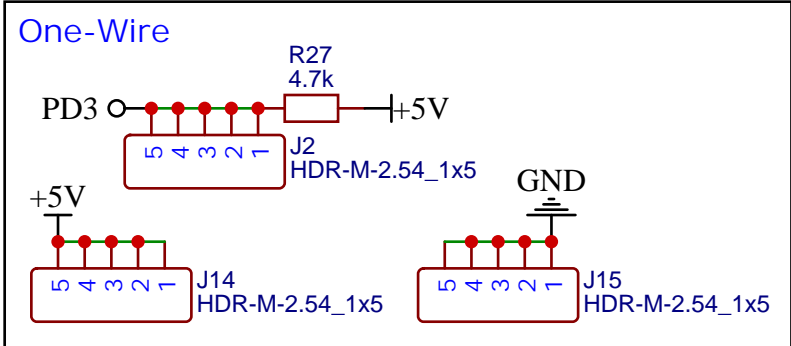 One-Wire
R27
4.7k
PD3
+5V
5 4 3 2 1
J2
HDR-M-2.54_1x5
+5V
GND
5 4 3 2 1
J14
HDR-M-2.54_1x5
5 4 3 2 1
J15
HDR-M-2.54_1x5